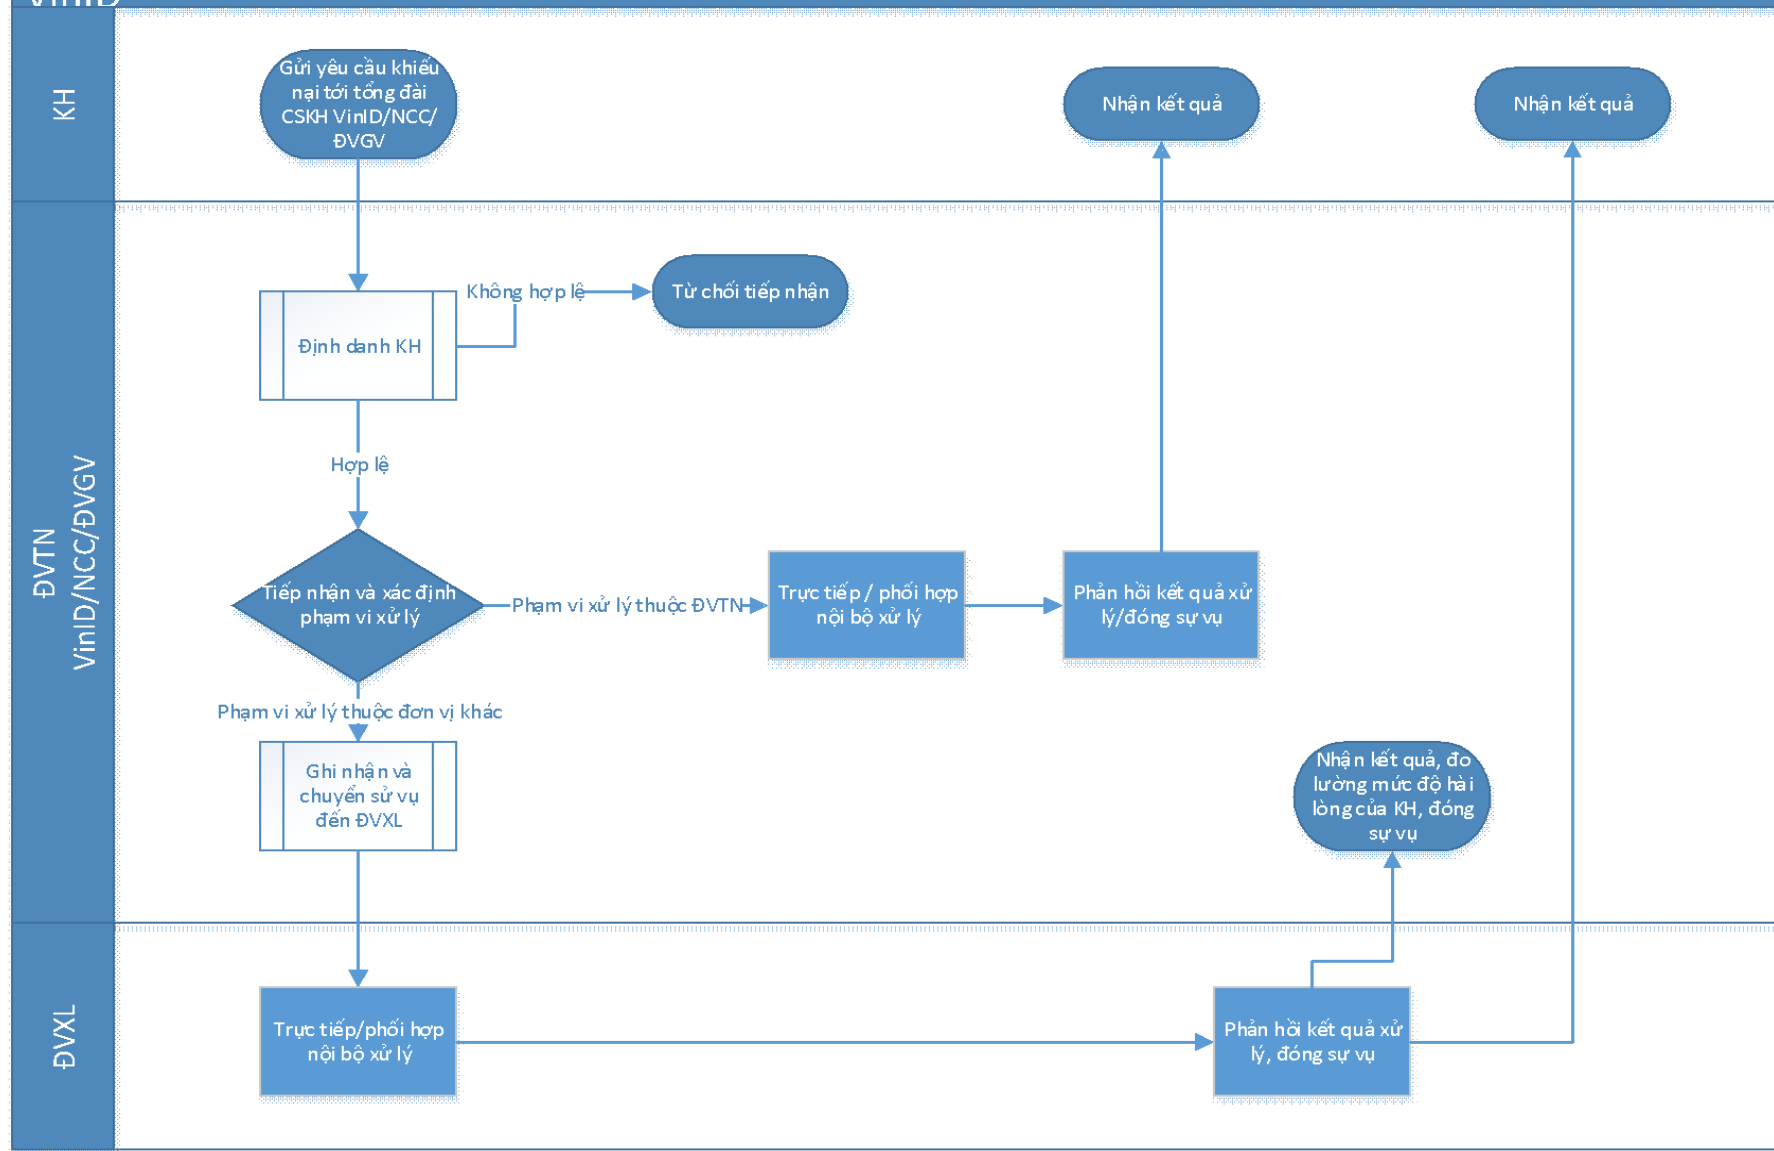 VinID
KH
Gửi yêu cầu khiếu
nại tới tổng đài
CSKH VinID/NCC/
ĐVGV
Nhận kết quả
Nhận kết quả
ĐVTN
VinID/NCC/ĐVGV
Không hợp lệ
Từ chối tiếp nhận
Định danh KH
Hợp lệ
Tiếp nhận và xác định
phạm vi xử lý
Phạm vi xử lý thuộc ĐVTN
Trực tiếp / phối hợp
nội bộ xử lý
Phản hồi kết quả xử
lý/đóng sự vụ
Phạm vi xử lý thuộc đơn vị khác
Ghi nhận và
chuyển sử vụ
đến ĐVXL
Nhận kết quả, đo
lường mức độ hài
lòng của KH, đóng
sự vụ
ĐVXL
Trực tiếp/phối hợp
nội bộ xử lý
Phản hồi kết quả xử
lý, đóng sự vụ